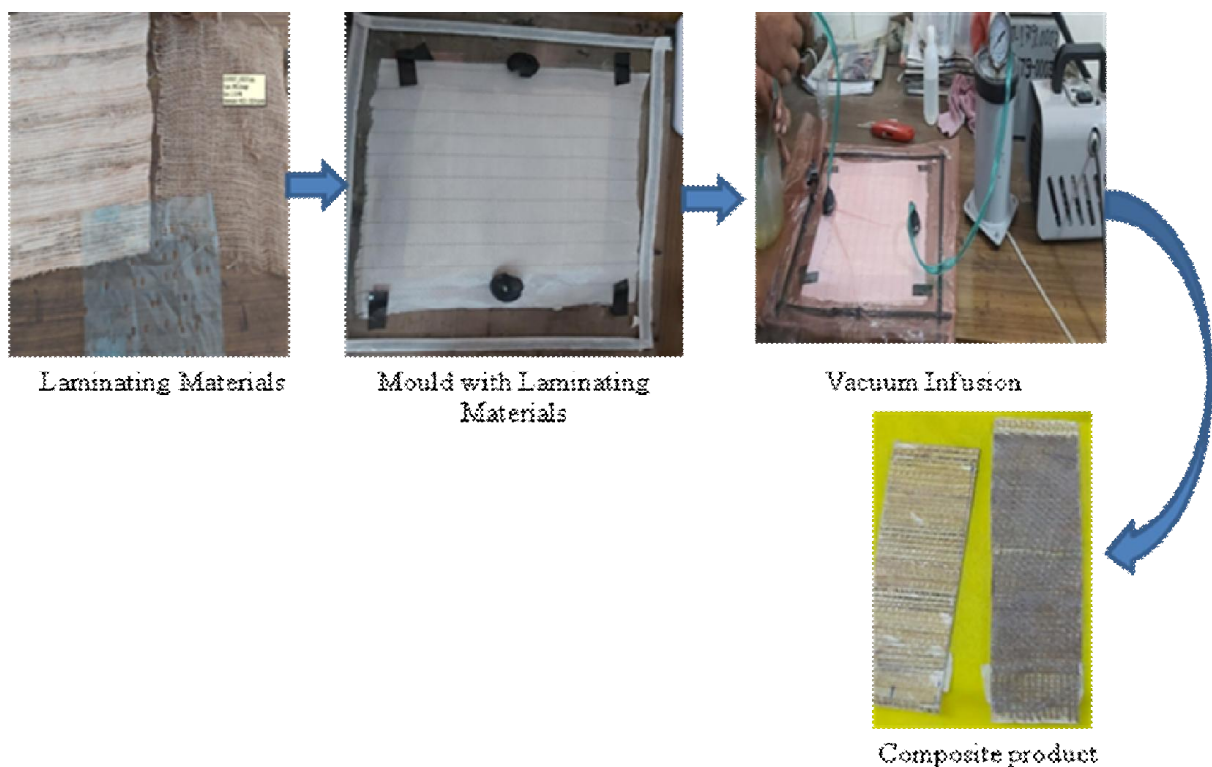 Laminating Materials
Mould with Laminating
Materials
Vacuum Infusion
Composite product